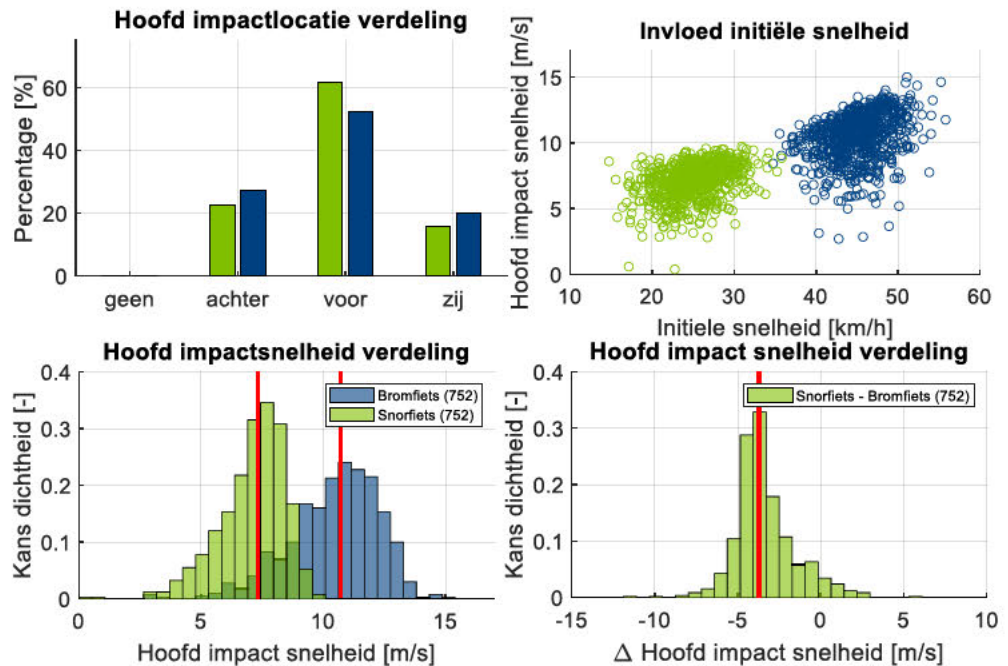 Hoofd impactlocatie verdeling
Percentage [%]
60
40
20
0
geen achter voor zij
Invloed initiële snelheid
Hoofd impact snelheid [m/s]
15
10
5
0
10 20 30 40 50 60
Initiele snelheid [km/h]
Hoofd impactsnelheid verdeling
Kans dichtheid [-]
0.4
0.3
0.2
0.1
0
Bromfiets (752)
Snorfiets (752)
0 5 10 15
Hoofd impact snelheid [m/s]
Hoofd impact snelheid verdeling
Kans dichtheid [-]
0.4
0.3
0.2
0.1
0
Snorfiets - Bromfiets (752)
-15 -10 -5 0 5 10
Δ Hoofd impact snelheid [m/s]